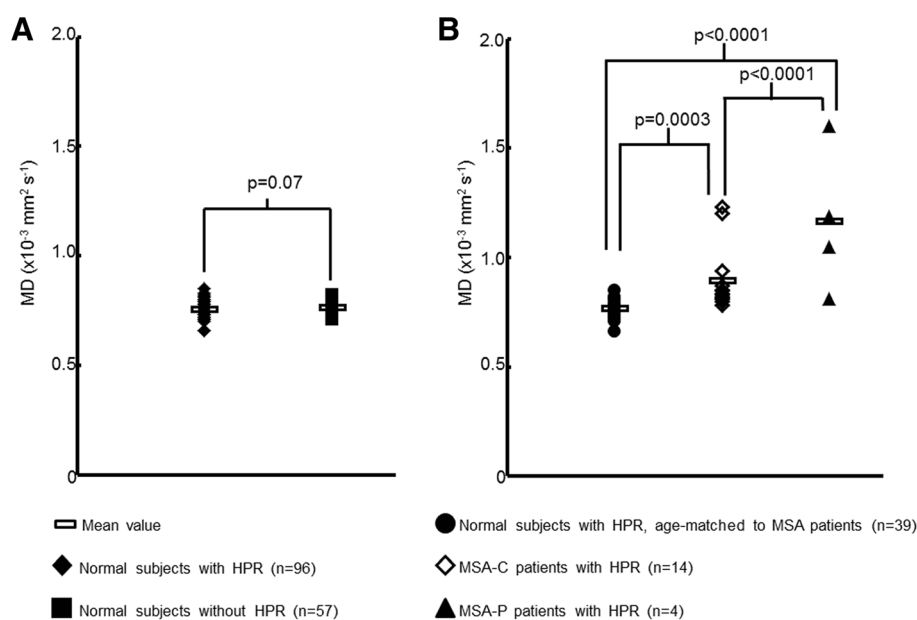 A
2.0
1.5
1.0
0.5
0
MD (x10⁻³ mm² s⁻¹)
p=0.07
B
2.0
1.5
1.0
0.5
0
MD (x10⁻³ mm² s⁻¹)
p<0.0001
p<0.0001
p=0.0003
Mean value
Normal subjects with HPR (n=96)
Normal subjects without HPR (n=57)
Normal subjects with HPR, age-matched to MSA patients (n=39)
MSA-C patients with HPR (n=14)
MSA-P patients with HPR (n=4)